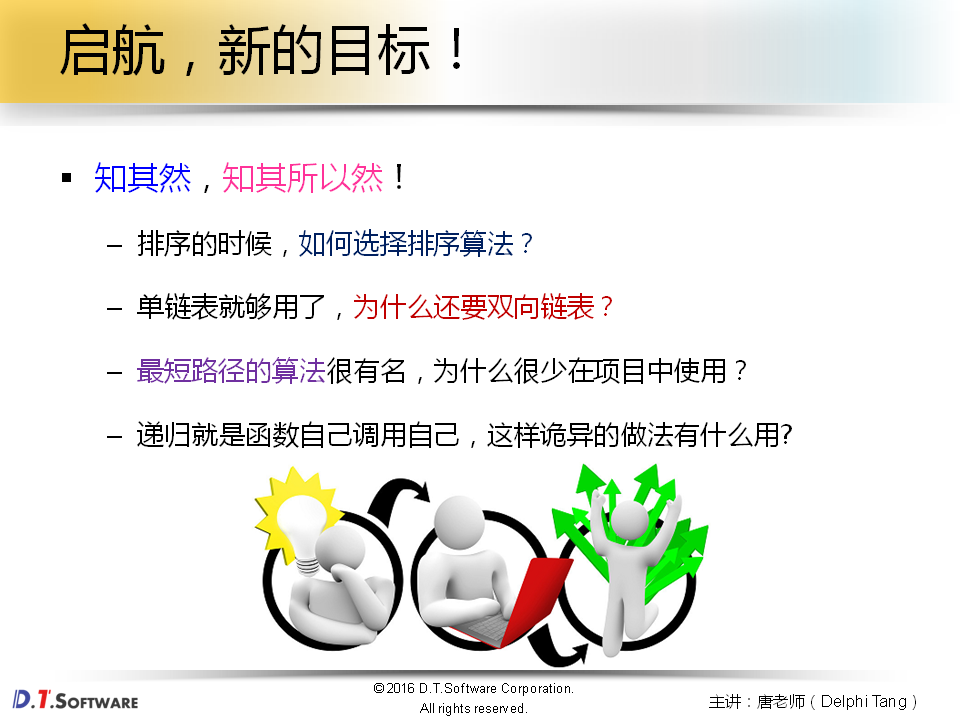 启航，新的目标！
知其然，知其所以然！
– 排序的时候，如何选择排序算法？
– 单链表就够用了，为什么还要双向链表？
– 最短路径的算法很有名，为什么很少在项目中使用？
– 递归就是函数自己调用自己，这样诡异的做法有什么用?
D.T.SOFTWARE
©2016 D.T.Software Corporation.
All rights reserved.
主讲：唐老师（Delphi Tang）